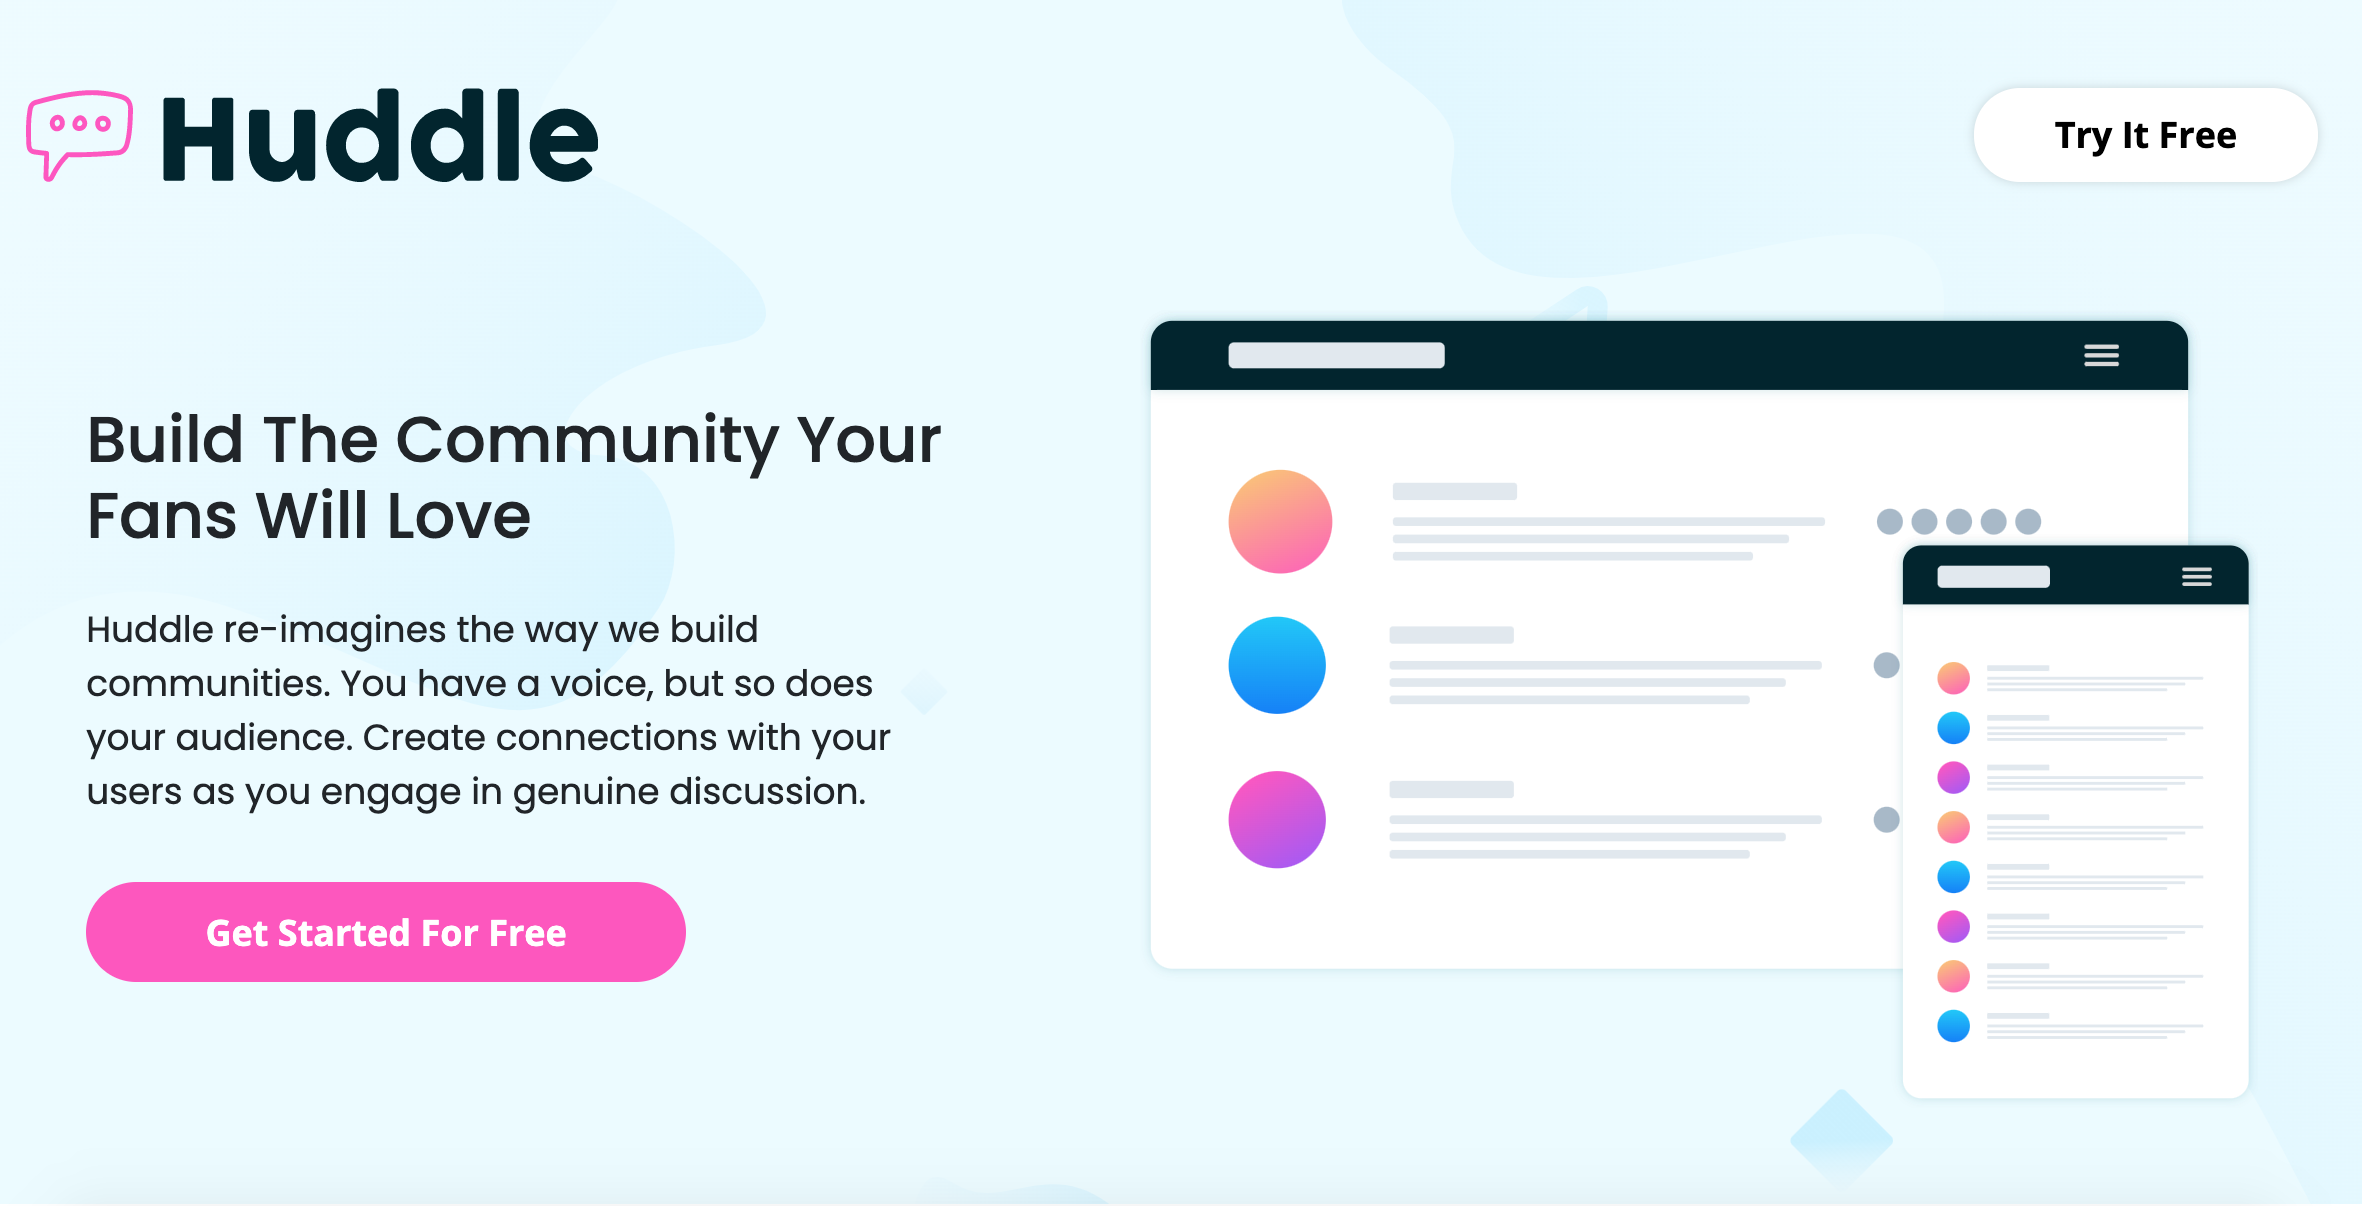 Huddle
Try It Free
Build The Community Your
Fans Will Love
Huddle re-imagines the way we build
communities. You have a voice, but so does
your audience. Create connections with your
users as you engage in genuine discussion.
Get Started For Free